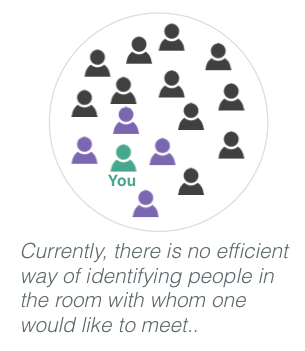 You
Currently, there is no efficient
way of identifying people in
the room with whom one
would like to meet..